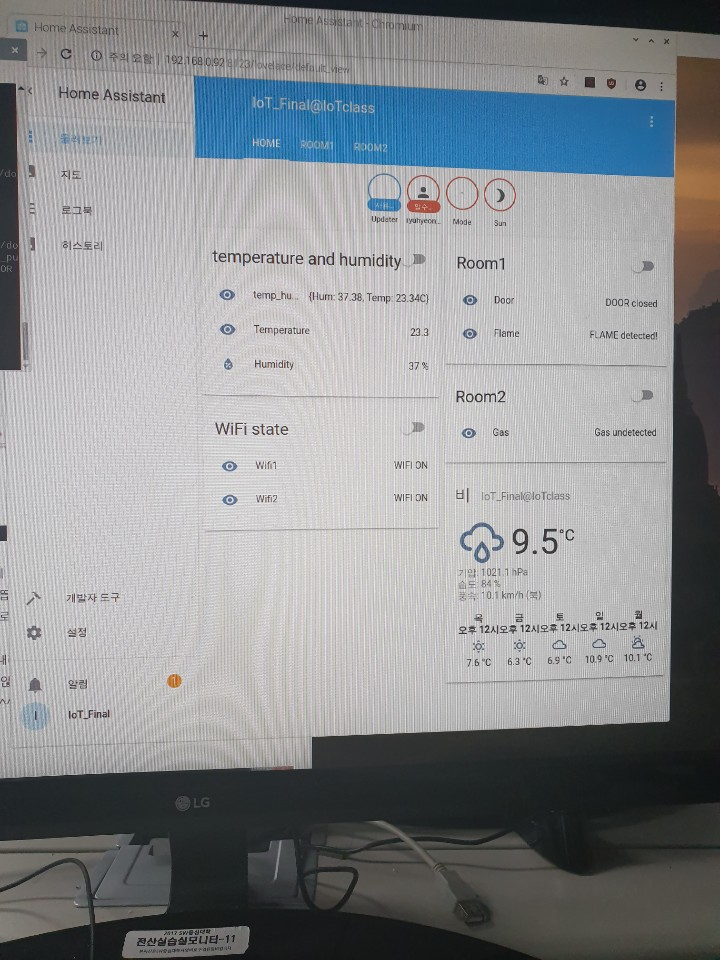 Home Assistant - Chromium
Home Assistant
주의 요함 | 192.168.0.92:8123/lovelace/default_view
Home Assistant
둘러보기
지도
로그북
히스토리
개발자 도구
설정
알림
1
I
IoT_Final
IoT_Final@IoTclass
HOME
ROOM1
ROOM2
Updater
ryuhyeon...
Mode
Sun
temperature and humidity
temp_hu...
(Hum: 37.38, Temp: 23.34C)
Temperature
23.3
Humidity
37 %
WiFi state
Wifi1
WIFI ON
Wifi2
WIFI ON
Room1
Door
DOOR closed
Flame
FLAME detected!
Room2
Gas
Gas undetected
비
IoT_Final@IoTclass
9.5°C
기압: 1021.1 hPa
습도: 84 %
풍속: 10.1 km/h (북)
목 금 토 일 월
오후 12시 오후 12시 오후 12시 오후 12시 오후 12시
7.6 °C 6.3 °C 6.9 °C 10.9 °C 10.1 °C
LG
2017 SW중심대학
전산실습실모니터-11